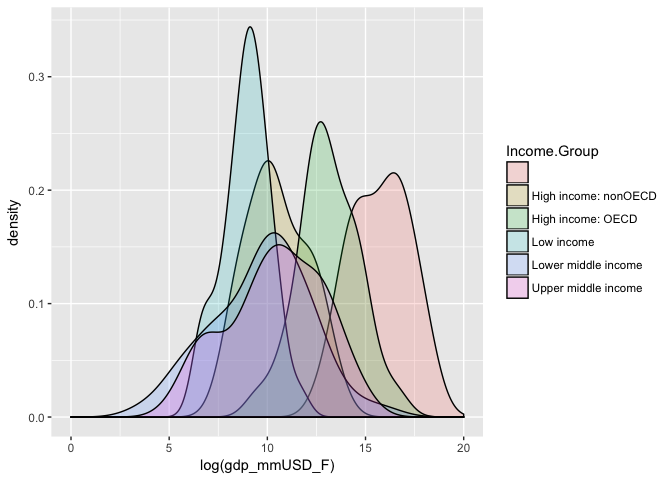 0.3
0.2
0.1
0.0
density
0
5
10
15
20
log(gdp_mmUSD_F)
Income.Group
High income: nonOECD
High income: OECD
Low income
Lower middle income
Upper middle income